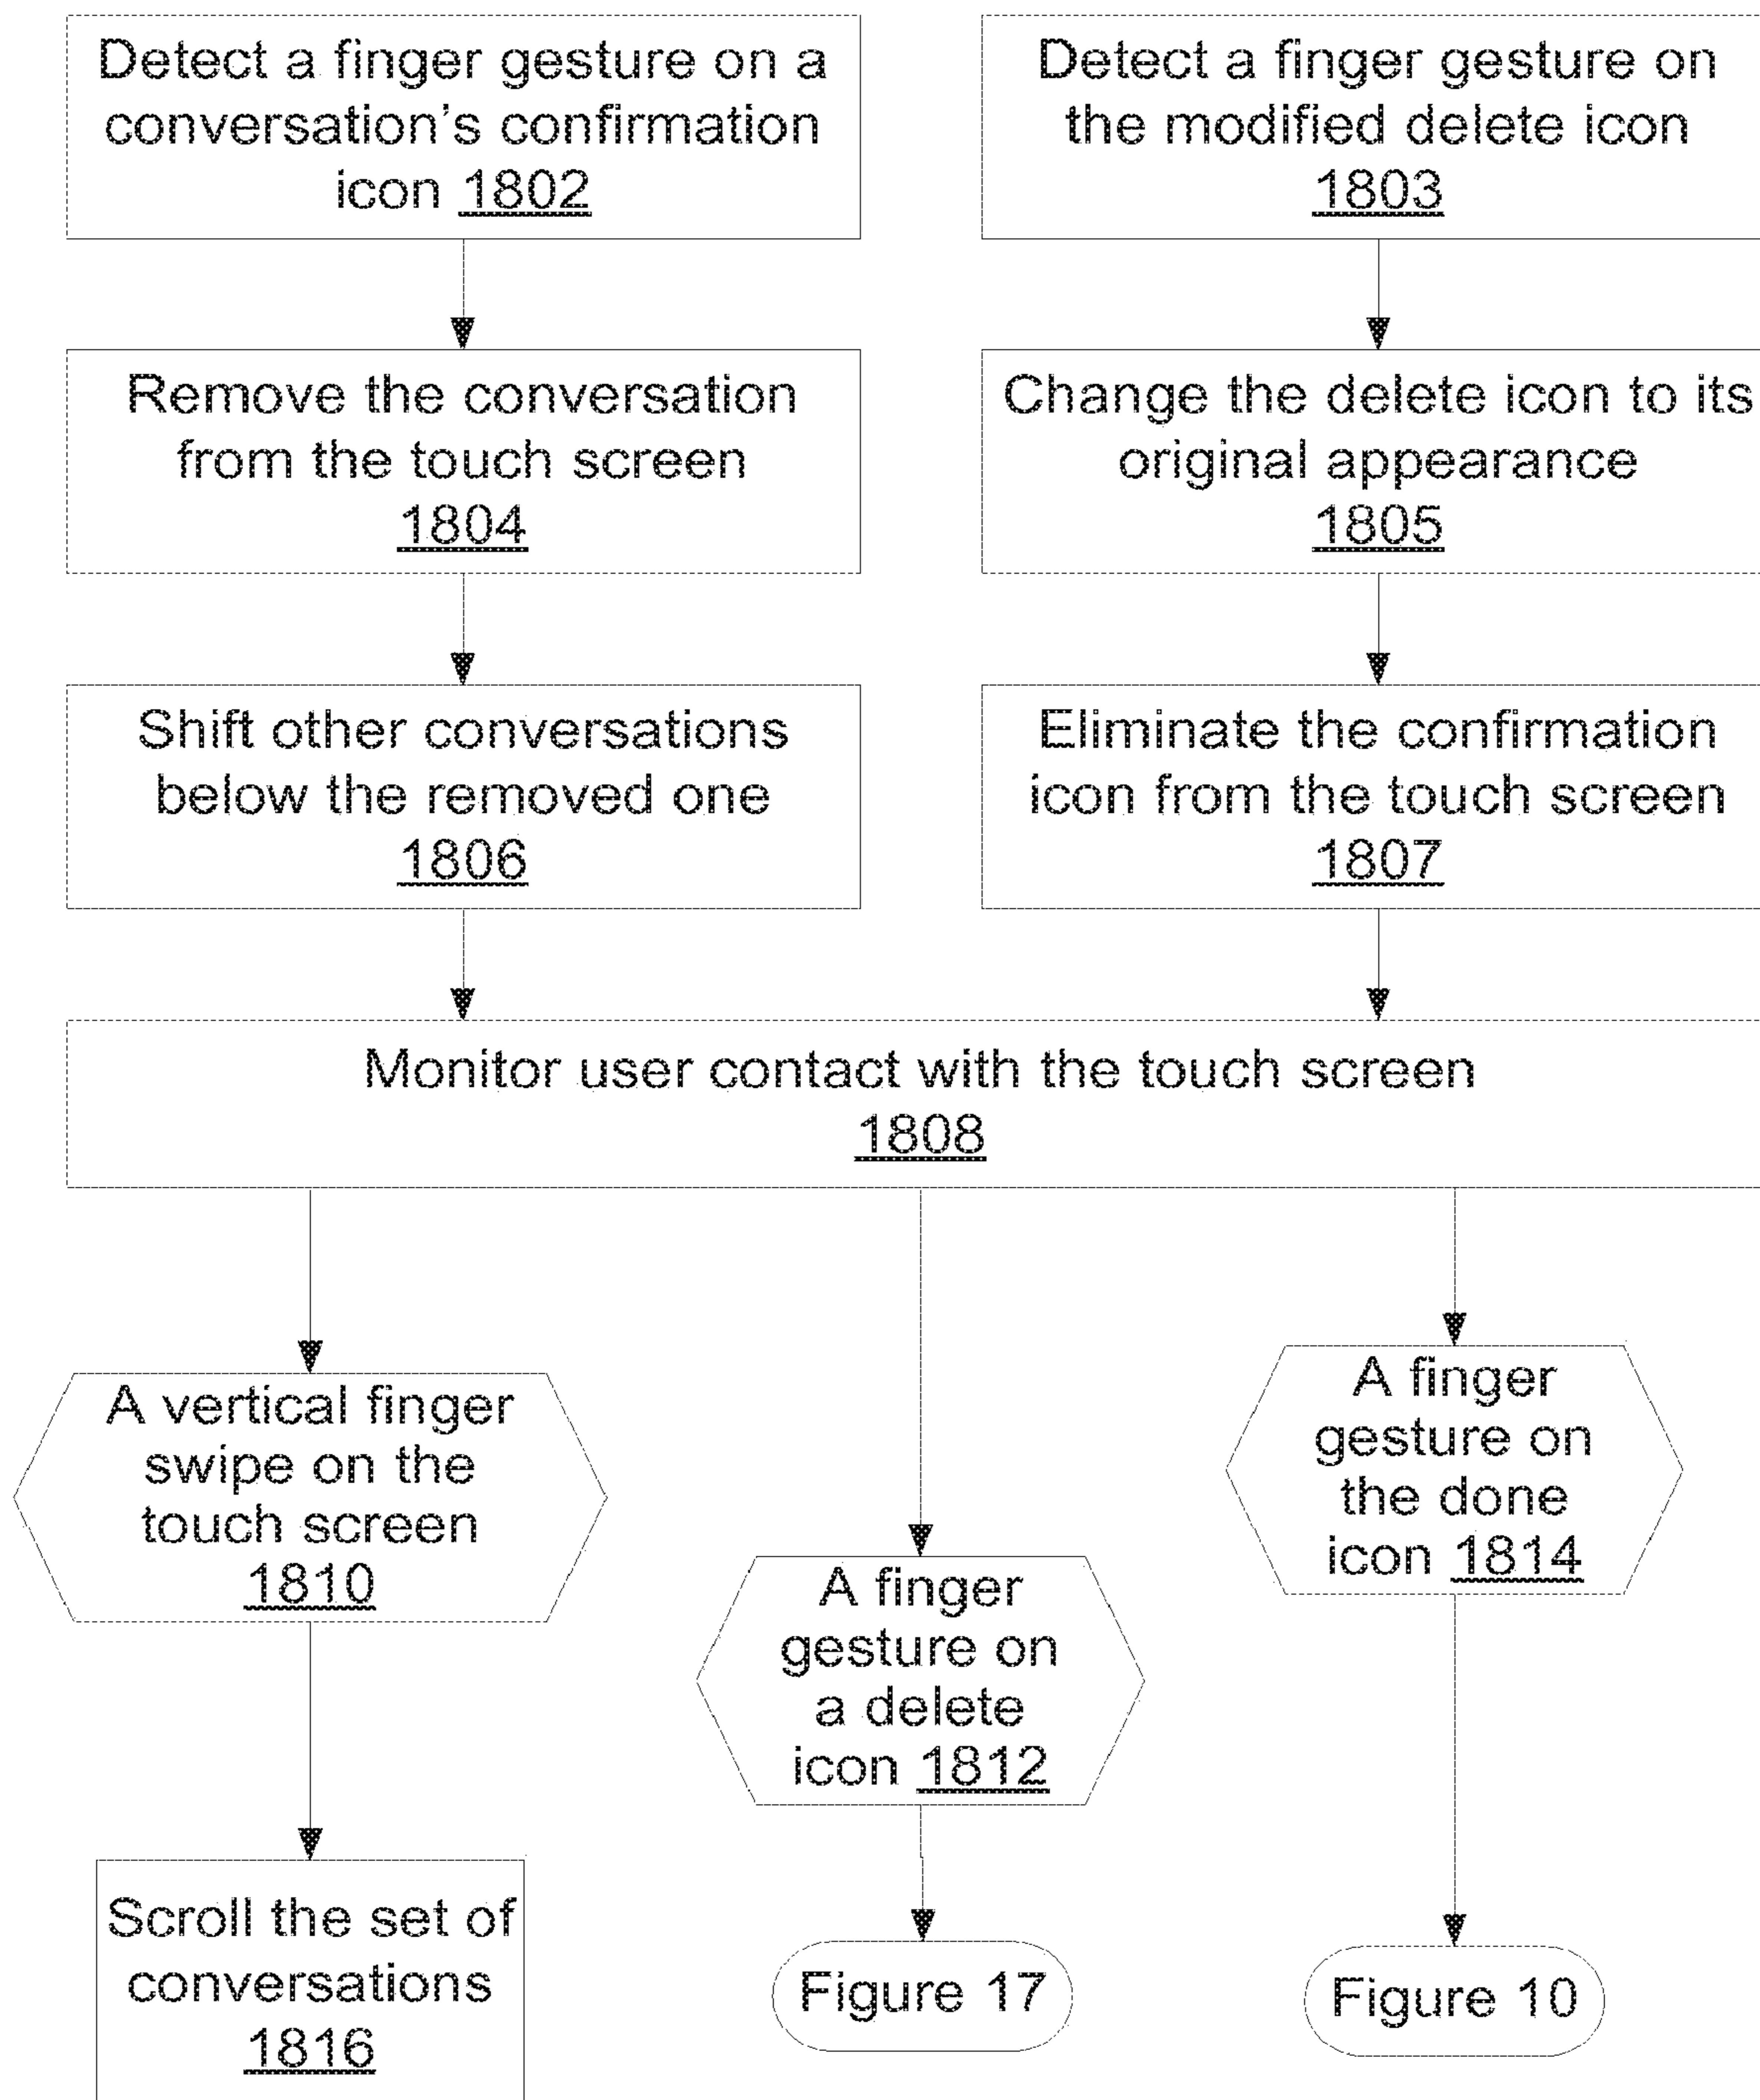 Detect a finger gesture on a
conversation's confirmation
icon 1802
Detect a finger gesture on
the modified delete icon
1803
Remove the conversation
from the touch screen
1804
Change the delete icon to its
original appearance
1805
Shift other conversations
below the removed one
1806
Eliminate the confirmation
icon from the touch screen
1807
Monitor user contact with the touch screen
1808
A vertical finger
swipe on the
touch screen
1810
A finger
gesture on
a delete
icon 1812
A finger
gesture on
the done
icon 1814
Scroll the set of
conversations
1816
Figure 17
Figure 10